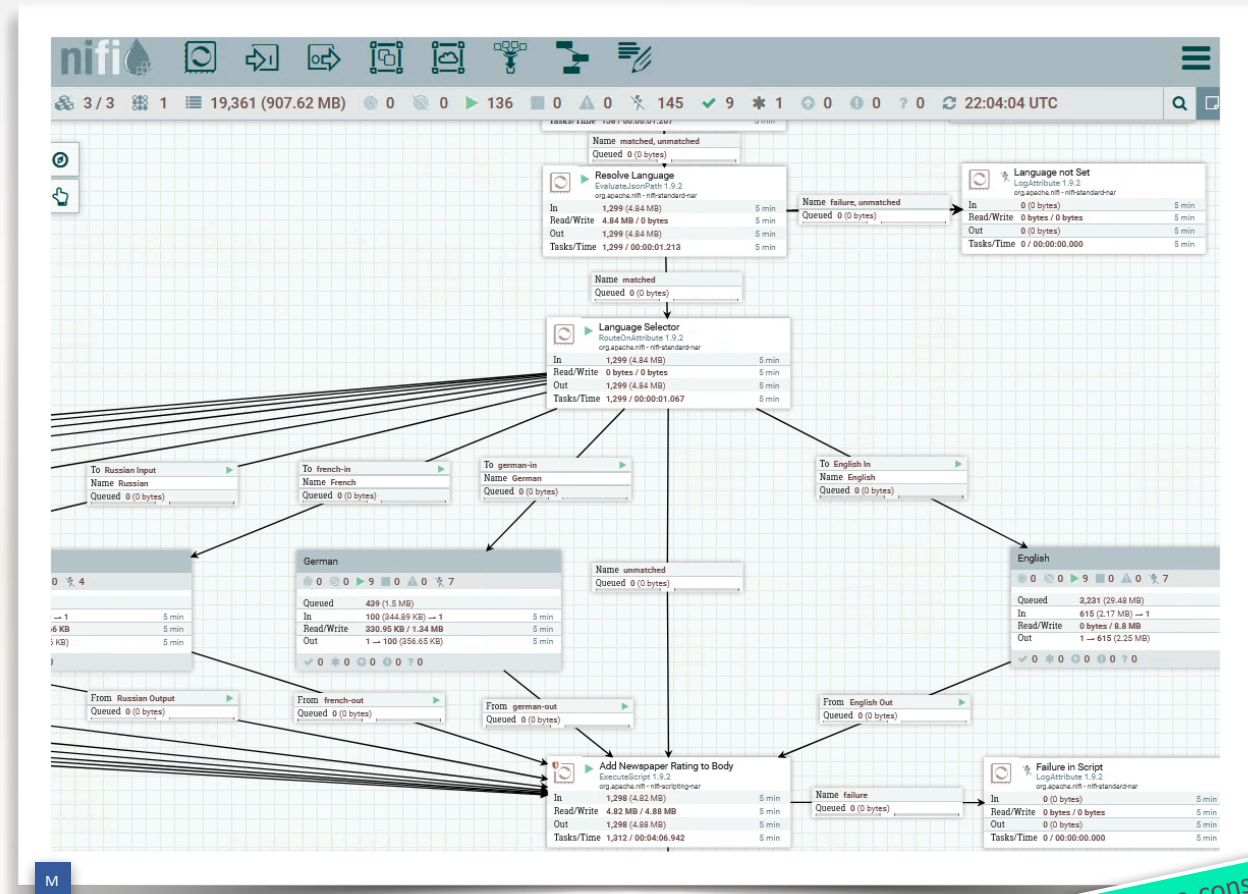 nifi
3 / 3 1 19,361 (907.62 MB) 0 0 136 0 0 145 9 1 0 0 0 22:04:04 UTC
5 min
Name matched, unmatched
Queued 0 (0 bytes)
Resolve Language
EvaluateJsonPath 1.9.2
org.apache.nifi - nifi-standard-nar
In 1,299 (4.84 MB) 5 min
Read/Write 4.84 MB / 0 bytes 5 min
Out 1,299 (4.84 MB) 5 min
Tasks/Time 1,299 / 00:00:01.213 5 min
Name failure, unmatched
Queued 0 (0 bytes)
Language not Set
LogAttribute 1.9.2
org.apache.nifi - nifi-standard-nar
In 0 (0 bytes) 5 min
Read/Write 0 bytes / 0 bytes 5 min
Out 0 (0 bytes) 5 min
Tasks/Time 0 / 00:00:00.000 5 min
Name matched
Queued 0 (0 bytes)
Language Selector
RouteOnAttribute 1.9.2
org.apache.nifi - nifi-standard-nar
In 1,299 (4.84 MB) 5 min
Read/Write 0 bytes / 0 bytes 5 min
Out 1,299 (4.84 MB) 5 min
Tasks/Time 1,299 / 00:00:01.067 5 min
To Russian Input
Name Russian
Queued 0 (0 bytes)
To french-in
Name French
Queued 0 (0 bytes)
To german-in
Name German
Queued 0 (0 bytes)
To English In
Name English
Queued 0 (0 bytes)
0 4
→ 1 5 min
KB 5 min
KB) 5 min
German
0 0 9 0 0 7
Queued 439 (1.5 MB)
In 100 (344.89 KB) → 1 5 min
Read/Write 330.95 KB / 1.34 MB 5 min
Out 1 → 100 (356.65 KB) 5 min
0 0 0 0 ? 0
Name unmatched
Queued 0 (0 bytes)
English
0 0 9 0 0 7
Queued 3,231 (29.48 MB)
In 615 (2.17 MB) → 1
Read/Write 0 bytes / 8.8 MB
Out 1 → 615 (2.25 MB)
0 0 0 0 ? 0
From Russian Output
Queued 0 (0 bytes)
From french-out
Queued 0 (0 bytes)
From german-out
Queued 0 (0 bytes)
From English Out
Queued 0 (0 bytes)
Add Newspaper Rating to Body
ExecuteScript 1.9.2
org.apache.nifi - nifi-scripting-nar
In 1,298 (4.82 MB) 5 min
Read/Write 4.82 MB / 4.88 MB 5 min
Out 1,298 (4.88 MB) 5 min
Tasks/Time 1,312 / 00:04:06.942 5 min
Name failure
Queued 0 (0 bytes)
Failure in Script
LogAttribute 1.9.2
org.apache.nifi - nifi-standard-nar
In 0 (0 bytes) 5 min
Read/Write 0 bytes / 0 bytes 5 min
Out 0 (0 bytes) 5 min
Tasks/Time 0 / 00:00:00.000 5 min
M